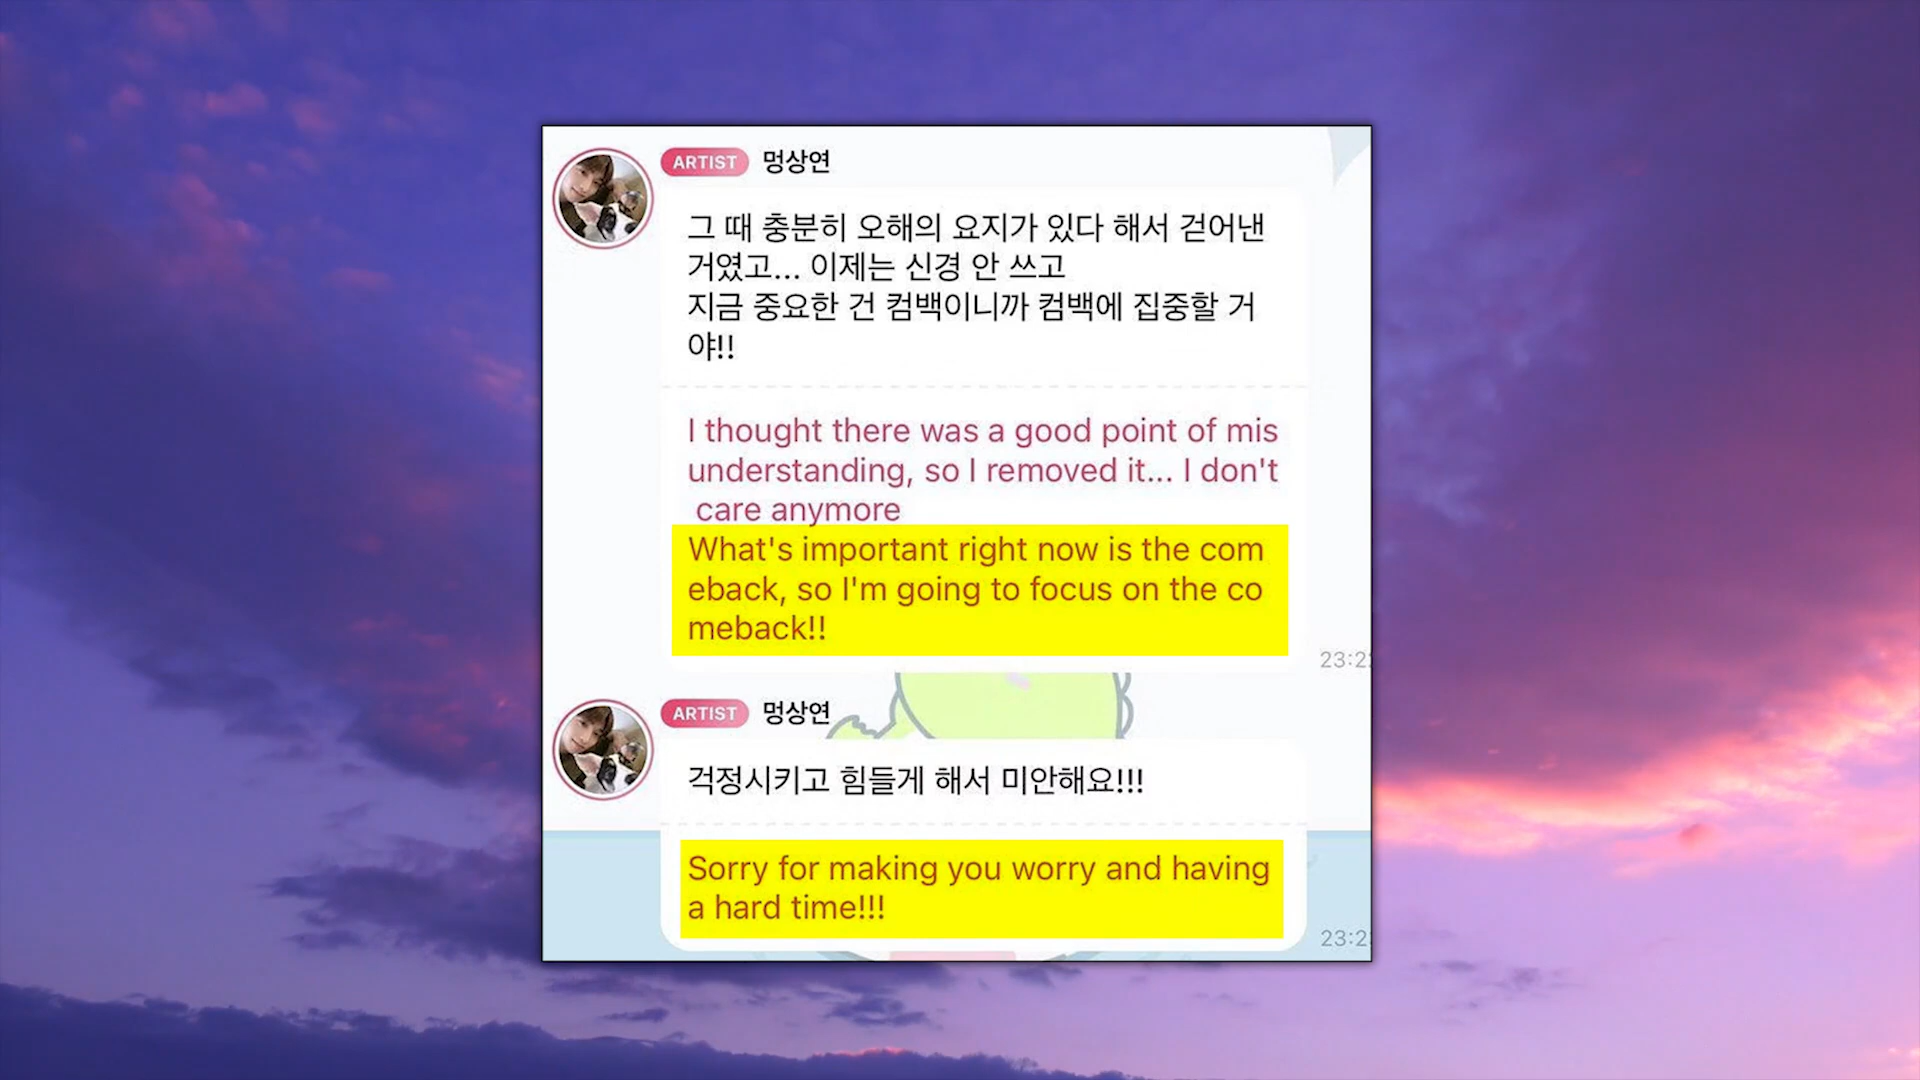 ARTIST 멍상연
그 때 충분히 오해의 요지가 있다 해서 걷어낸
거였고... 이제는 신경 안 쓰고
지금 중요한 건 컴백이니까 컴백에 집중할 거
야!!
I thought there was a good point of mis
understanding, so I removed it... I don't
care anymore
What's important right now is the com
eback, so I'm going to focus on the co
meback!!
ARTIST 멍상연
걱정시키고 힘들게 해서 미안해요!!!
Sorry for making you worry and having
a hard time!!!